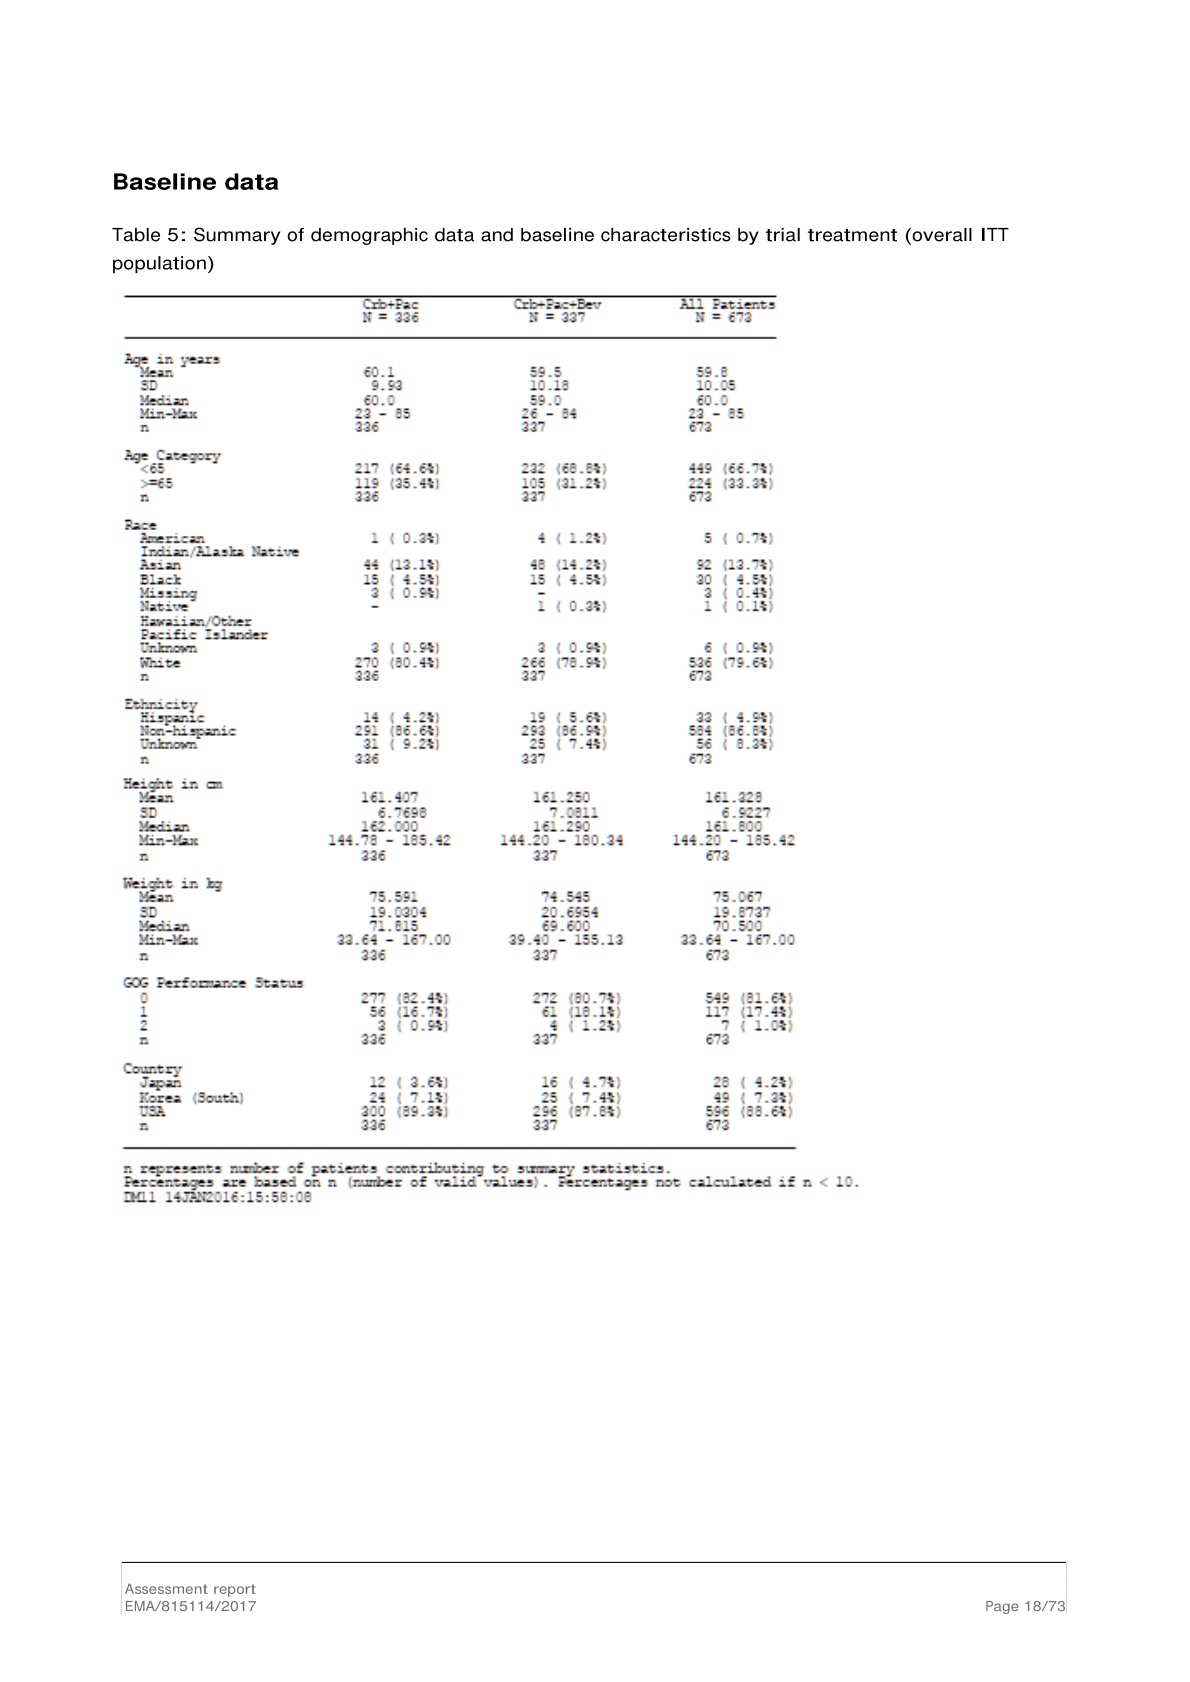 Baseline data
Table 5: Summary of demographic data and baseline characteristics by trial treatment (overall ITT
population)
Crb+Pac Crb+Pac+Bev All Patients
N = 336 N = 337 N = 673
Age in years
Mean 60.1 59.5 59.8
SD 9.93 10.18 10.05
Median 60.0 59.0 60.0
Min-Max 23 - 85 26 - 84 23 - 85
n 336 337 673
Age Category
<65 217 (64.6%) 232 (68.8%) 449 (66.7%)
>=65 119 (35.4%) 105 (31.2%) 224 (33.3%)
n 336 337 673
Race
American 1 ( 0.3%) 4 ( 1.2%) 5 ( 0.7%)
Indian/Alaska Native
Asian 44 (13.1%) 48 (14.2%) 92 (13.7%)
Black 15 ( 4.5%) 15 ( 4.5%) 30 ( 4.5%)
Missing 3 ( 0.9%) - 3 ( 0.4%)
Native - 1 ( 0.3%) 1 ( 0.1%)
Hawaiian/Other
Pacific Islander
Unknown 3 ( 0.9%) 3 ( 0.9%) 6 ( 0.9%)
White 270 (80.4%) 266 (78.9%) 536 (79.6%)
n 336 337 673
Ethnicity
Hispanic 14 ( 4.2%) 19 ( 5.6%) 33 ( 4.9%)
Non-hispanic 291 (86.6%) 293 (86.9%) 584 (86.8%)
Unknown 31 ( 9.2%) 25 ( 7.4%) 56 ( 8.3%)
n 336 337 673
Height in cm
Mean 161.407 161.250 161.328
SD 6.7698 7.0811 6.9227
Median 162.000 161.290 161.800
Min-Max 144.78 - 185.42 144.20 - 180.34 144.20 - 185.42
n 336 337 673
Weight in kg
Mean 75.591 74.545 75.067
SD 19.0304 20.6954 19.8737
Median 71.815 69.600 70.500
Min-Max 33.64 - 167.00 39.40 - 155.13 33.64 - 167.00
n 336 337 673
GOG Performance Status
0 277 (82.4%) 272 (80.7%) 549 (81.6%)
1 56 (16.7%) 61 (18.1%) 117 (17.4%)
2 3 ( 0.9%) 4 ( 1.2%) 7 ( 1.0%)
n 336 337 673
Country
Japan 12 ( 3.6%) 16 ( 4.7%) 28 ( 4.2%)
Korea (South) 24 ( 7.1%) 25 ( 7.4%) 49 ( 7.3%)
USA 300 (89.3%) 296 (87.8%) 596 (88.6%)
n 336 337 673
n represents number of patients contributing to summary statistics.
Percentages are based on n (number of valid values). Percentages not calculated if n < 10.
DM11 14JAN2016:15:58:08
Assessment report
EMA/815114/2017 Page 18/73